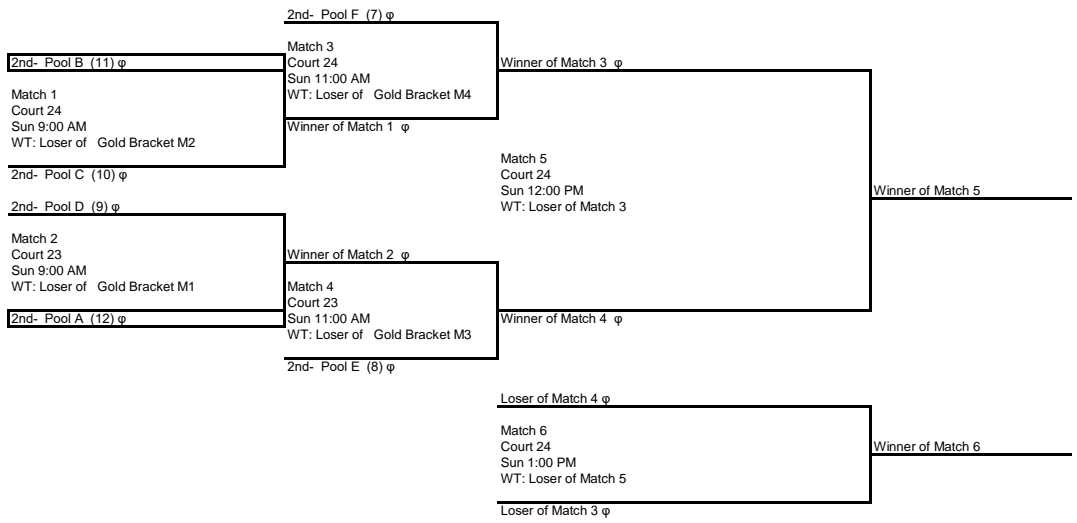 2nd- Pool F (7) φ
Match 3
Court 24
Sun 11:00 AM
WT: Loser of Gold Bracket M4
Winner of Match 1 φ
2nd- Pool B (11) φ
Match 1
Court 24
Sun 9:00 AM
WT: Loser of Gold Bracket M2
2nd- Pool C (10) φ
2nd- Pool D (9) φ
Match 2
Court 23
Sun 9:00 AM
WT: Loser of Gold Bracket M1
2nd- Pool A (12) φ
Winner of Match 2 φ
Match 4
Court 23
Sun 11:00 AM
WT: Loser of Gold Bracket M3
2nd- Pool E (8) φ
Winner of Match 3 φ
Match 5
Court 24
Sun 12:00 PM
WT: Loser of Match 3
Winner of Match 4 φ
Winner of Match 5
Loser of Match 4 φ
Match 6
Court 24
Sun 1:00 PM
WT: Loser of Match 5
Loser of Match 3 φ
Winner of Match 6